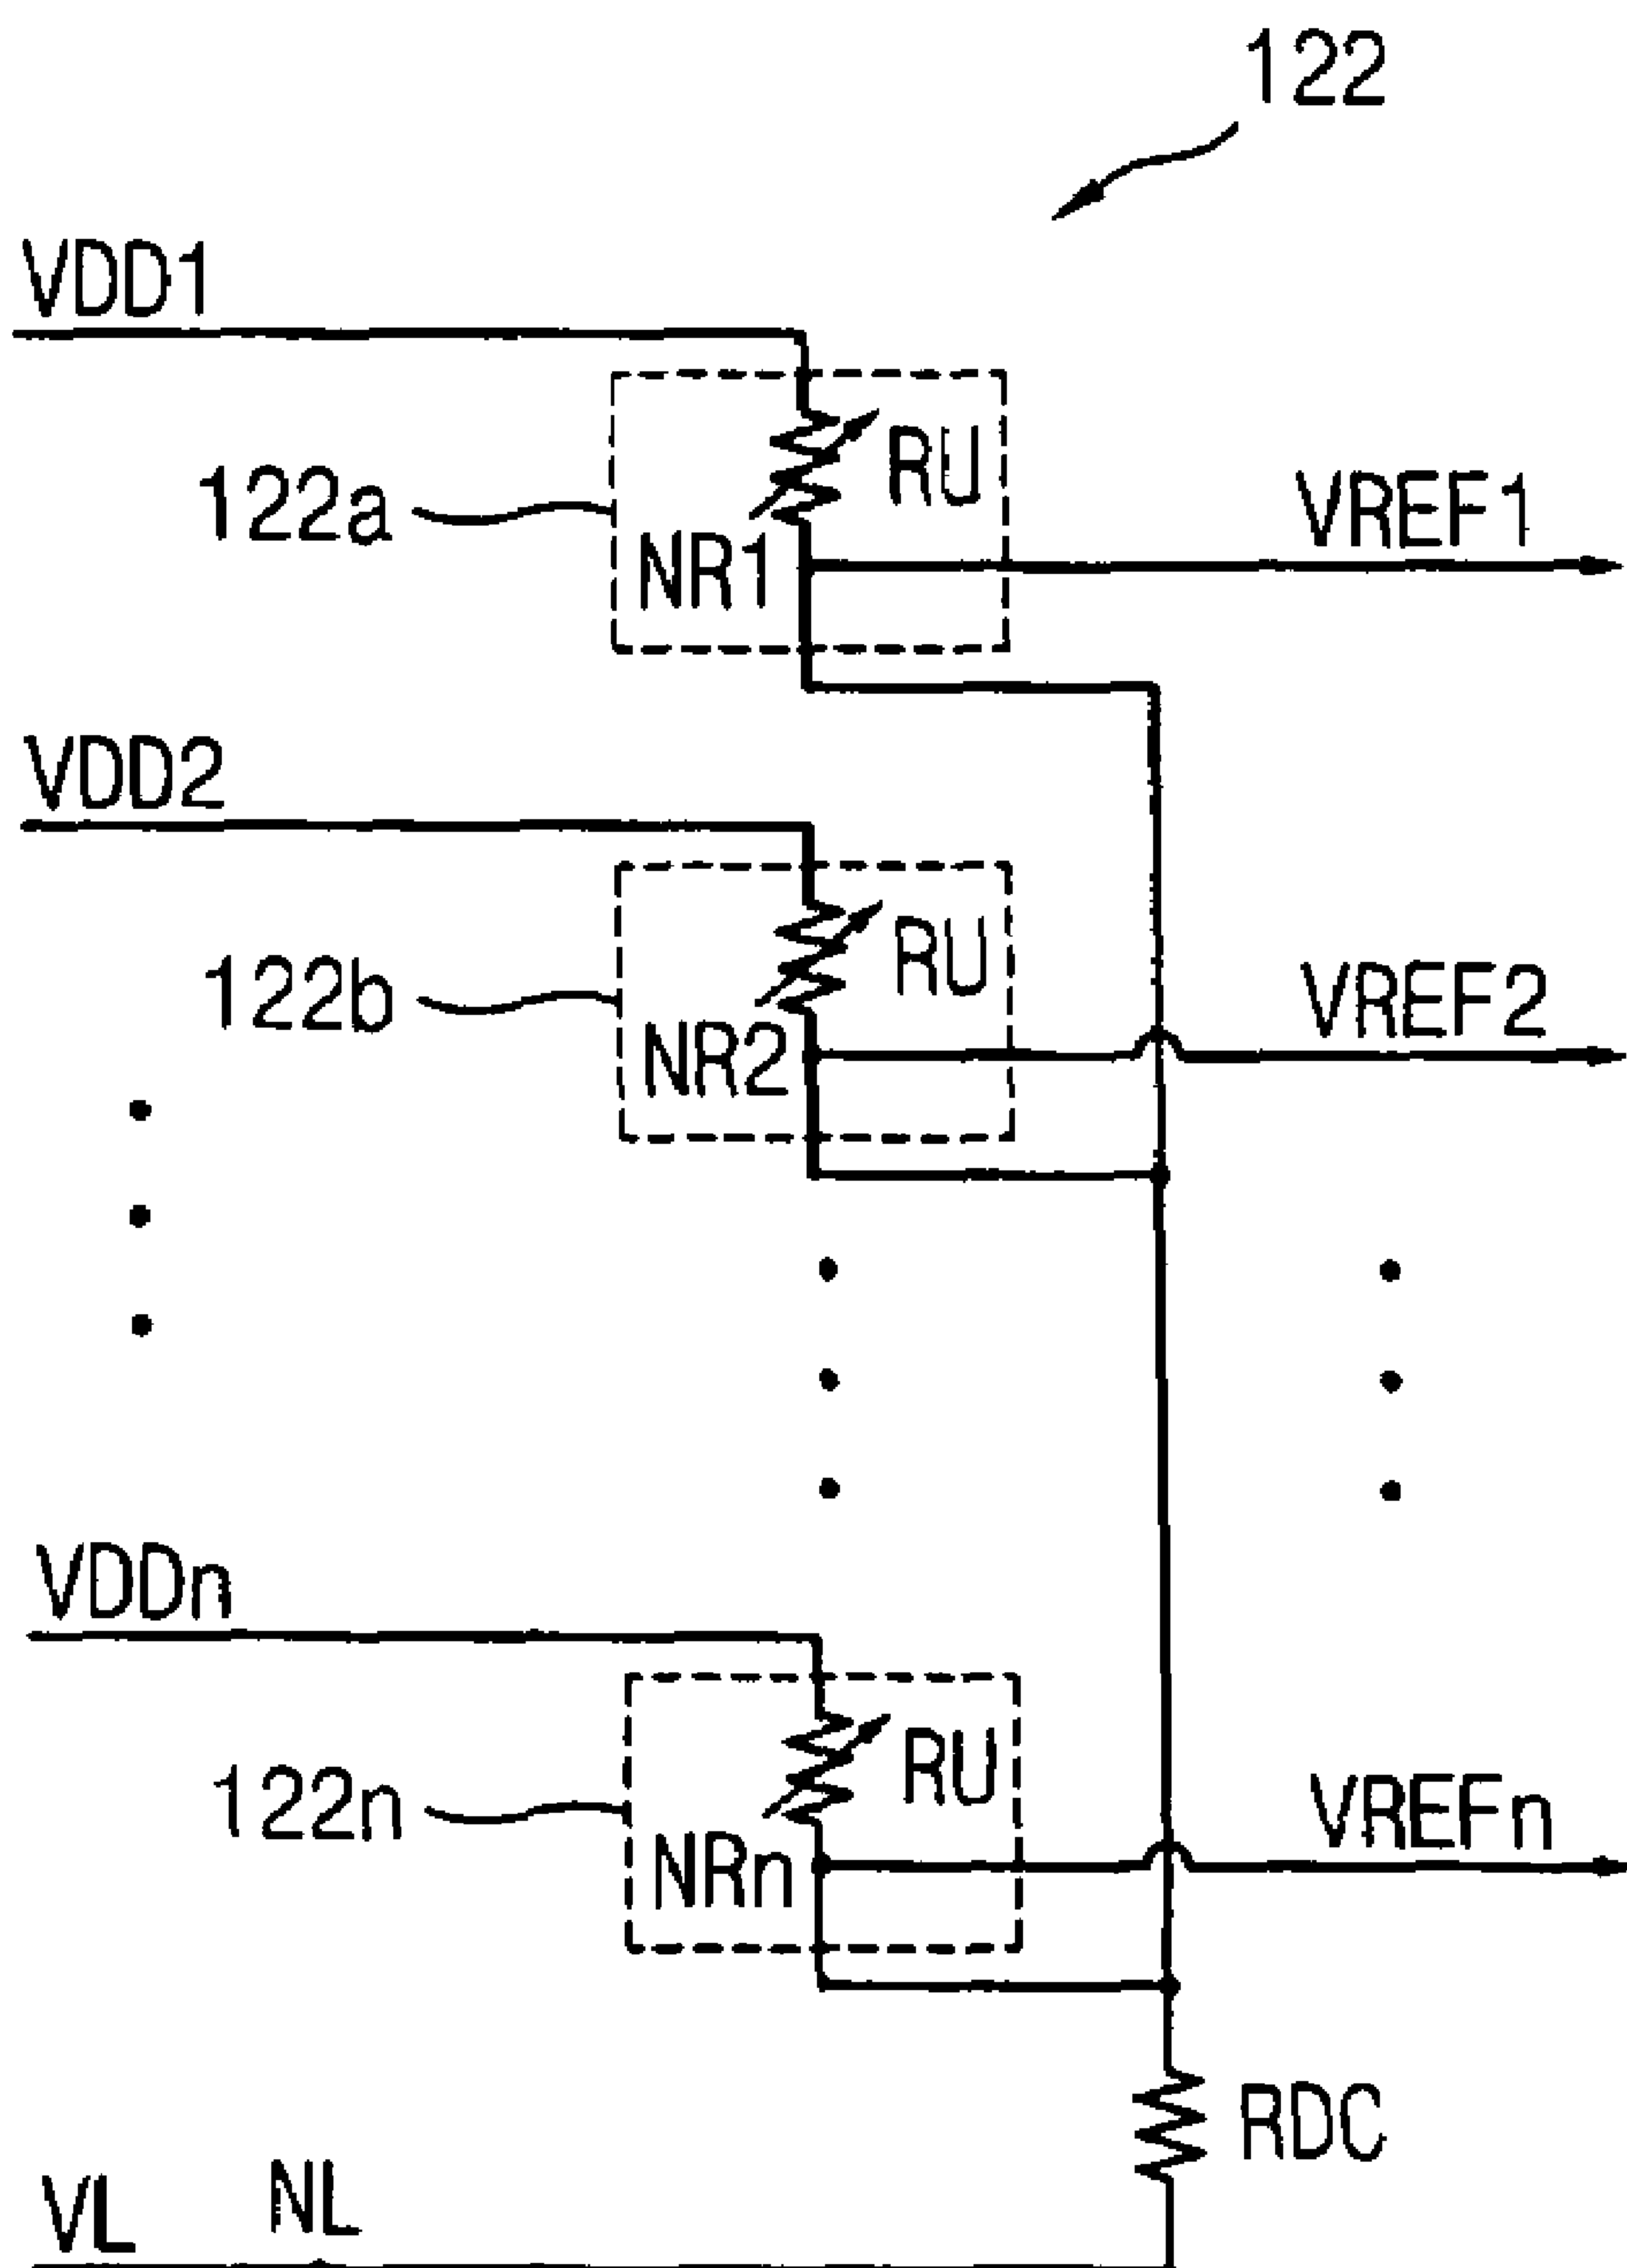 122
VDD1
RU
122a
VREF1
NR1
VDD2
RU
122b
VREF2
NR2
VDDn
RU
122n
VREFn
NRn
RDC
VL
NL